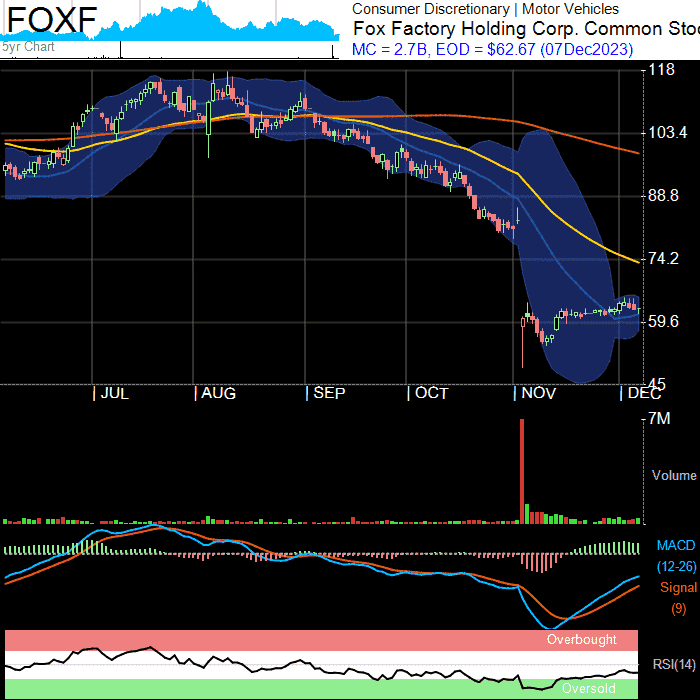 FOXF
5yr Chart
Consumer Discretionary | Motor Vehicles
Fox Factory Holding Corp. Common Sto
MC = 2.7B, EOD = $62.67 (07Dec2023)
118
103.4
88.8
74.2
59.6
45
JUL AUG SEP OCT NOV DEC
7M
Volume
MACD
(12-26)
Signal
(9)
Overbought
RSI(14)
Oversold